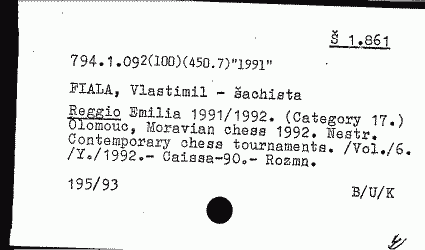 Š 1.861
794.1.092(100)(450.7)"1991"
FIALA, Vlastimil - šachista
Reggio Emilia 1991/1992. (Category 17.)
Olomouc, Moravian chess 1992. Nestr.
Contemporary chess tournaments. /Vol./6.
/Y./1992.- Caissa-90.- Rozmn.
195/93
B/U/K